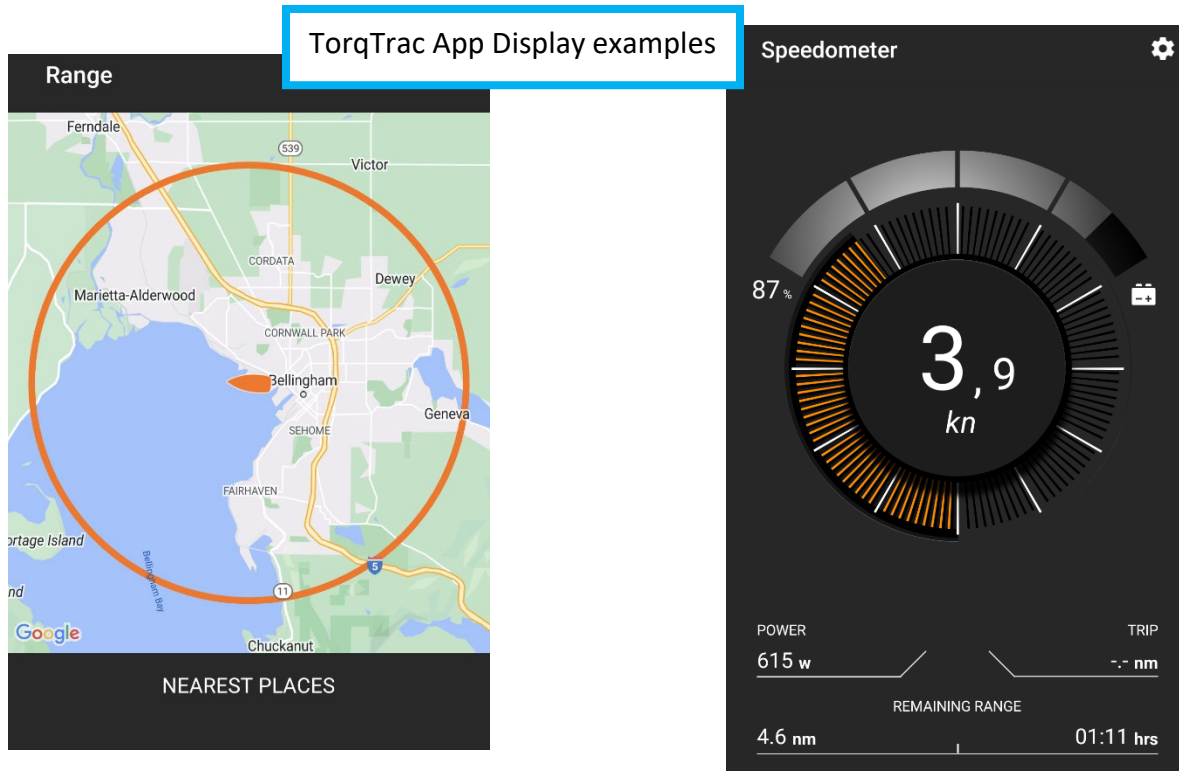 TorqTrac App Display examples
Range
Ferndale
539
Victor
CORDATA
Dewey
Marietta-Alderwood
CORNWALL PARK
Bellingham
Geneva
SEHOME
FAIRHAVEN
ortage Island
Bellingham Bay
nd
5
11
Google
Chuckanut
NEAREST PLACES
Speedometer
87 %
- +
3,9
kn
POWER
TRIP
615 w
-.- nm
REMAINING RANGE
4.6 nm
01:11 hrs